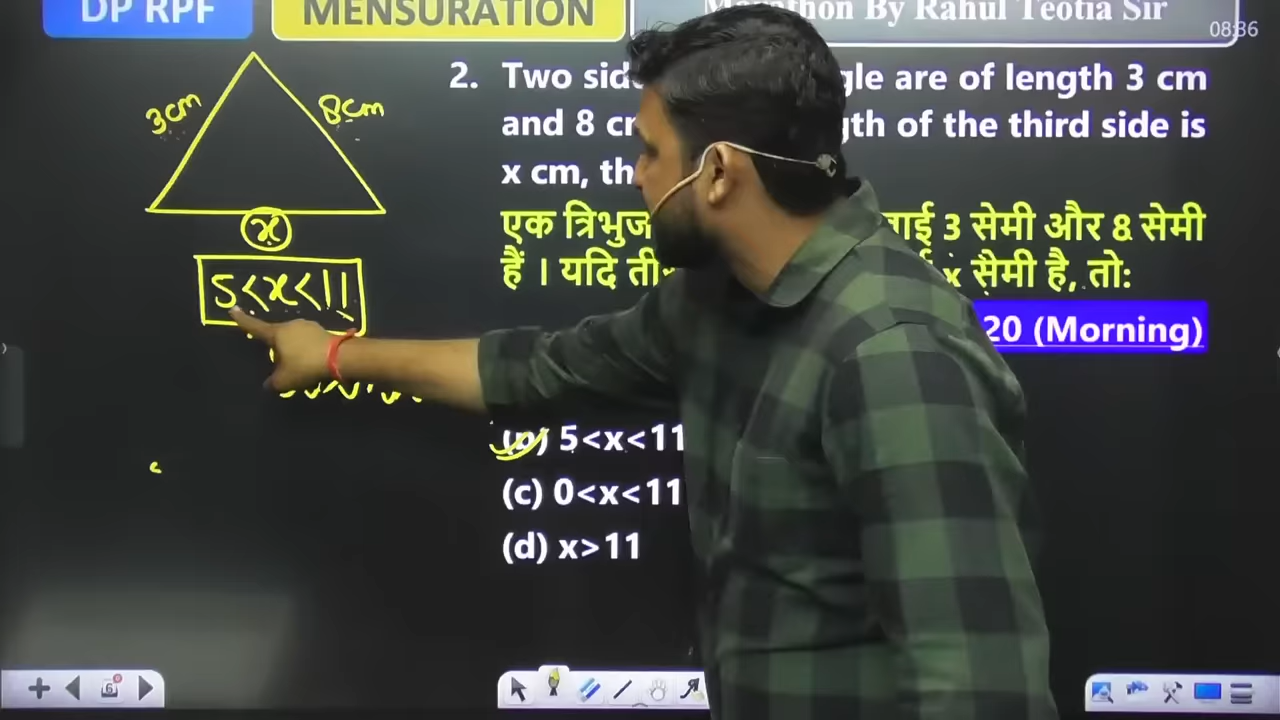 DP RPF
MENSURATION
Marathon By Rahul Teotia Sir
08:36
3cm
8cm
x
5<x<11
2. Two gle are of length 3 cm
and 8 gth of the third side is
x cm,
एक 3 सेमी और 8 सेमी
हैं । यदि x सेमी है, तो:
20 (Morning)
5<x<11
(c) 0<x<11
(d) x>11
6